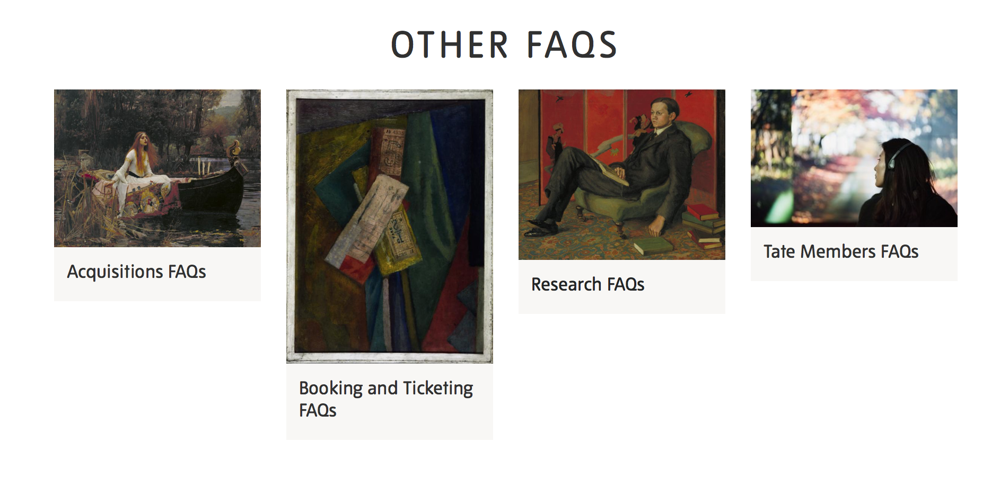 OTHER FAQS
Acquisitions FAQs
Booking and Ticketing
FAQs
Research FAQs
Tate Members FAQs